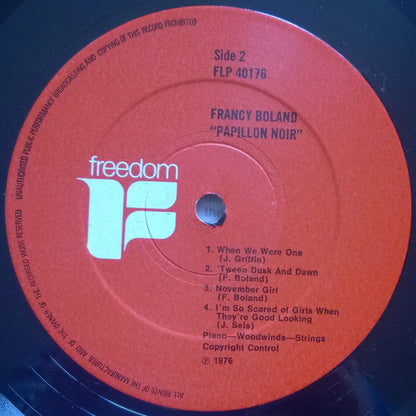 UNAUTHORISED PUBLIC PERFORMANCE BROADCASTING AND COPYING OF THIS RECORD PROHIBITED
ALL RIGHTS OF THE MANUFACTURER AND OF THE OWNER OF THE RECORDED WORK RESERVED
Side 2
FLP 40176
FRANCY BOLAND
"PAPILLON NOIR"
freedom
1. When We Were One
(J. Griffin)
2. 'Tween Dusk And Dawn
(F. Boland)
3. November Girl
(F. Boland)
4. I'm So Scared of Girls When
They're Good Looking
(J. Sels)
Piano—Woodwinds—Strings
Copyright Control
℗ 1976